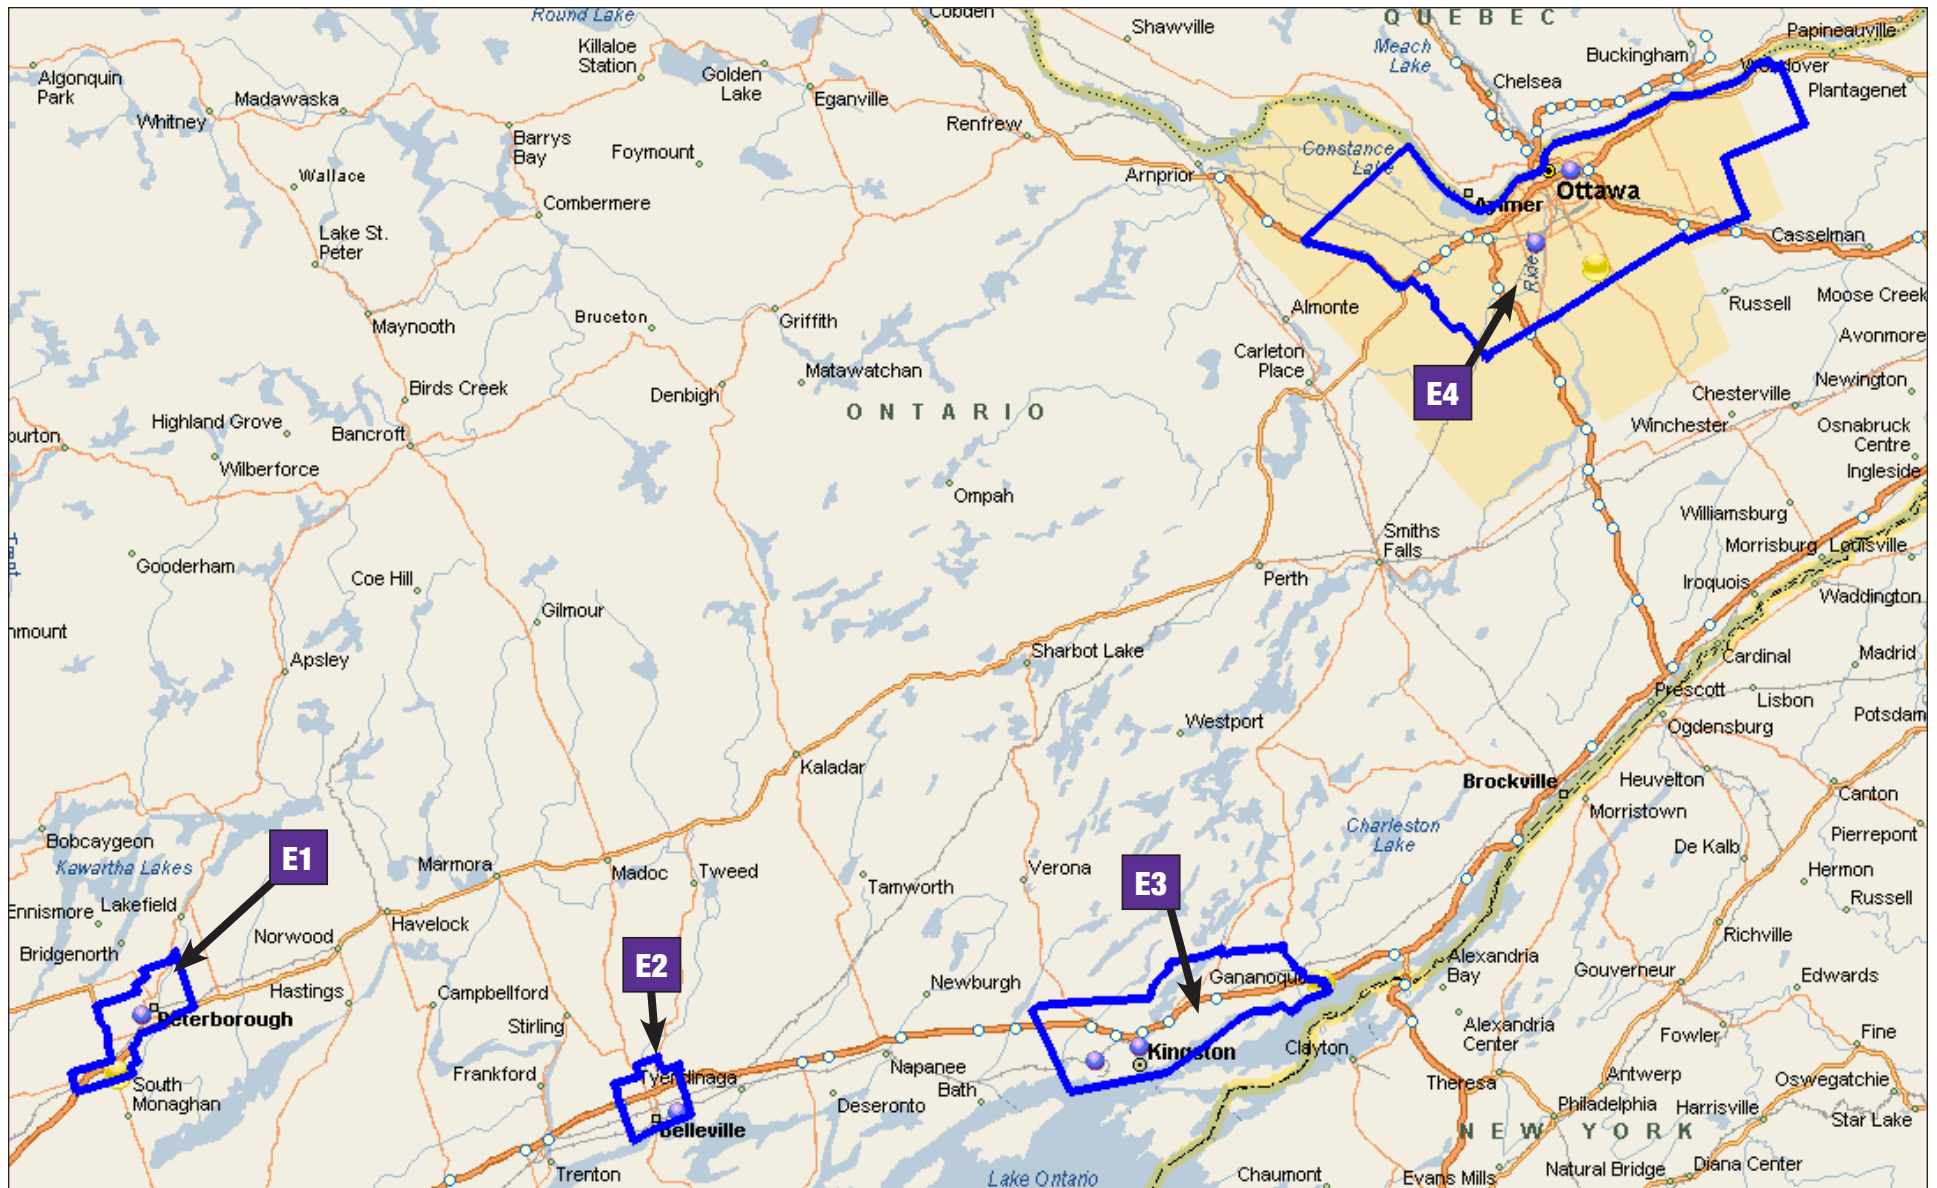 Round Lake
Cobden
Shawville
QUEBEC
Papineauville
Killaloe
Station
Meach
Lake
Buckingham
Algonquin
Park
Golden
Lake
Chelsea
Plantagenet
Madawaska
Eganville
Whitney
Renfrew
Barrys
Bay
Foymount
Constance
Lake
Wallace
Arnprior
Ottawa
Aylmer
Combermere
Lake St.
Peter
Casselman
Almonte
Russell
Moose Creek
Maynooth
Bruceton
Griffith
Avonmore
Carleton
Place
Matawatchan
Birds Creek
Denbigh
E4
Newington
Chesterville
ONTARIO
Highland Grove
Bancroft
Winchester
Osnabruck
Centre
Wilberforce
Ingleside
Ompah
Williamsburg
Smiths
Falls
Morrisburg
Louisville
Gooderham
Coe Hill
Perth
Iroquois
Waddington
Gilmour
Apsley
Sharbot Lake
Cardinal
Madrid
Prescott
Lisbon
Westport
Ogdensburg
Potsdam
Kaladar
Brockville
Heuvelton
Canton
Morristown
Bobcaygeon
Charleston
Lake
Pierrepont
Kawartha Lakes
E1
Marmora
Madoc
Tweed
Verona
E3
De Kalb
Hermon
Tamworth
Ennismore
Lakefield
Russell
Havelock
Norwood
Richville
Bridgenorth
E2
Alexandria
Bay
Gananoque
Gouverneur
Edwards
Hastings
Campbellford
Newburgh
Peterborough
Stirling
Alexandria
Center
Fowler
Fine
Kingston
Clayton
Napanee
Frankford
Tyendinaga
Bath
South
Monaghan
Theresa
Antwerp
Oswegatchie
Deseronto
Philadelphia
Harrisville
Star Lake
Belleville
NEW YORK
Trenton
Lake Ontario
Chaumont
Evans Mills
Natural Bridge
Diana Center